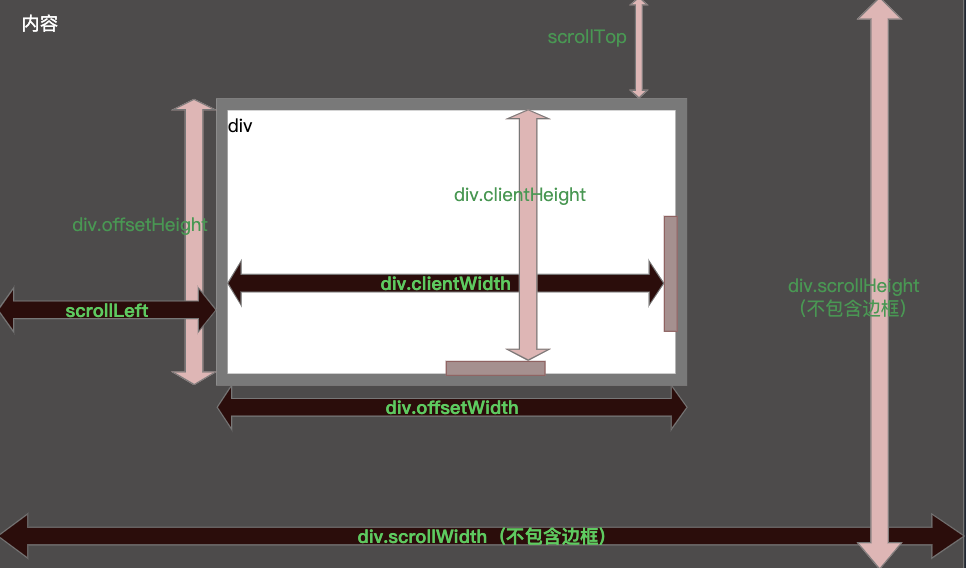 内容
scrollTop
div
div.clientHeight
div.offsetHeight
div.clientWidth
div.scrollHeight
（不包含边框）
scrollLeft
div.offsetWidth
div.scrollWidth（不包含边框）